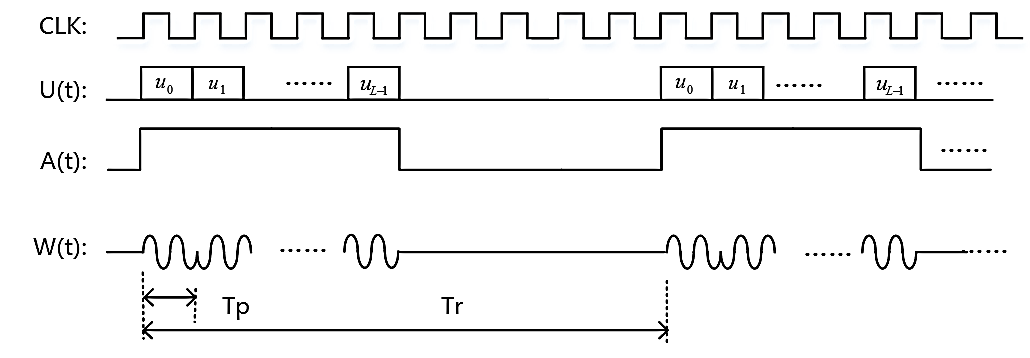 CLK:
U(t): u0 u1 ...... uL-1 u0 u1 ...... uL-1 ......
A(t): ......
W(t): ...... ...... ......
Tp Tr